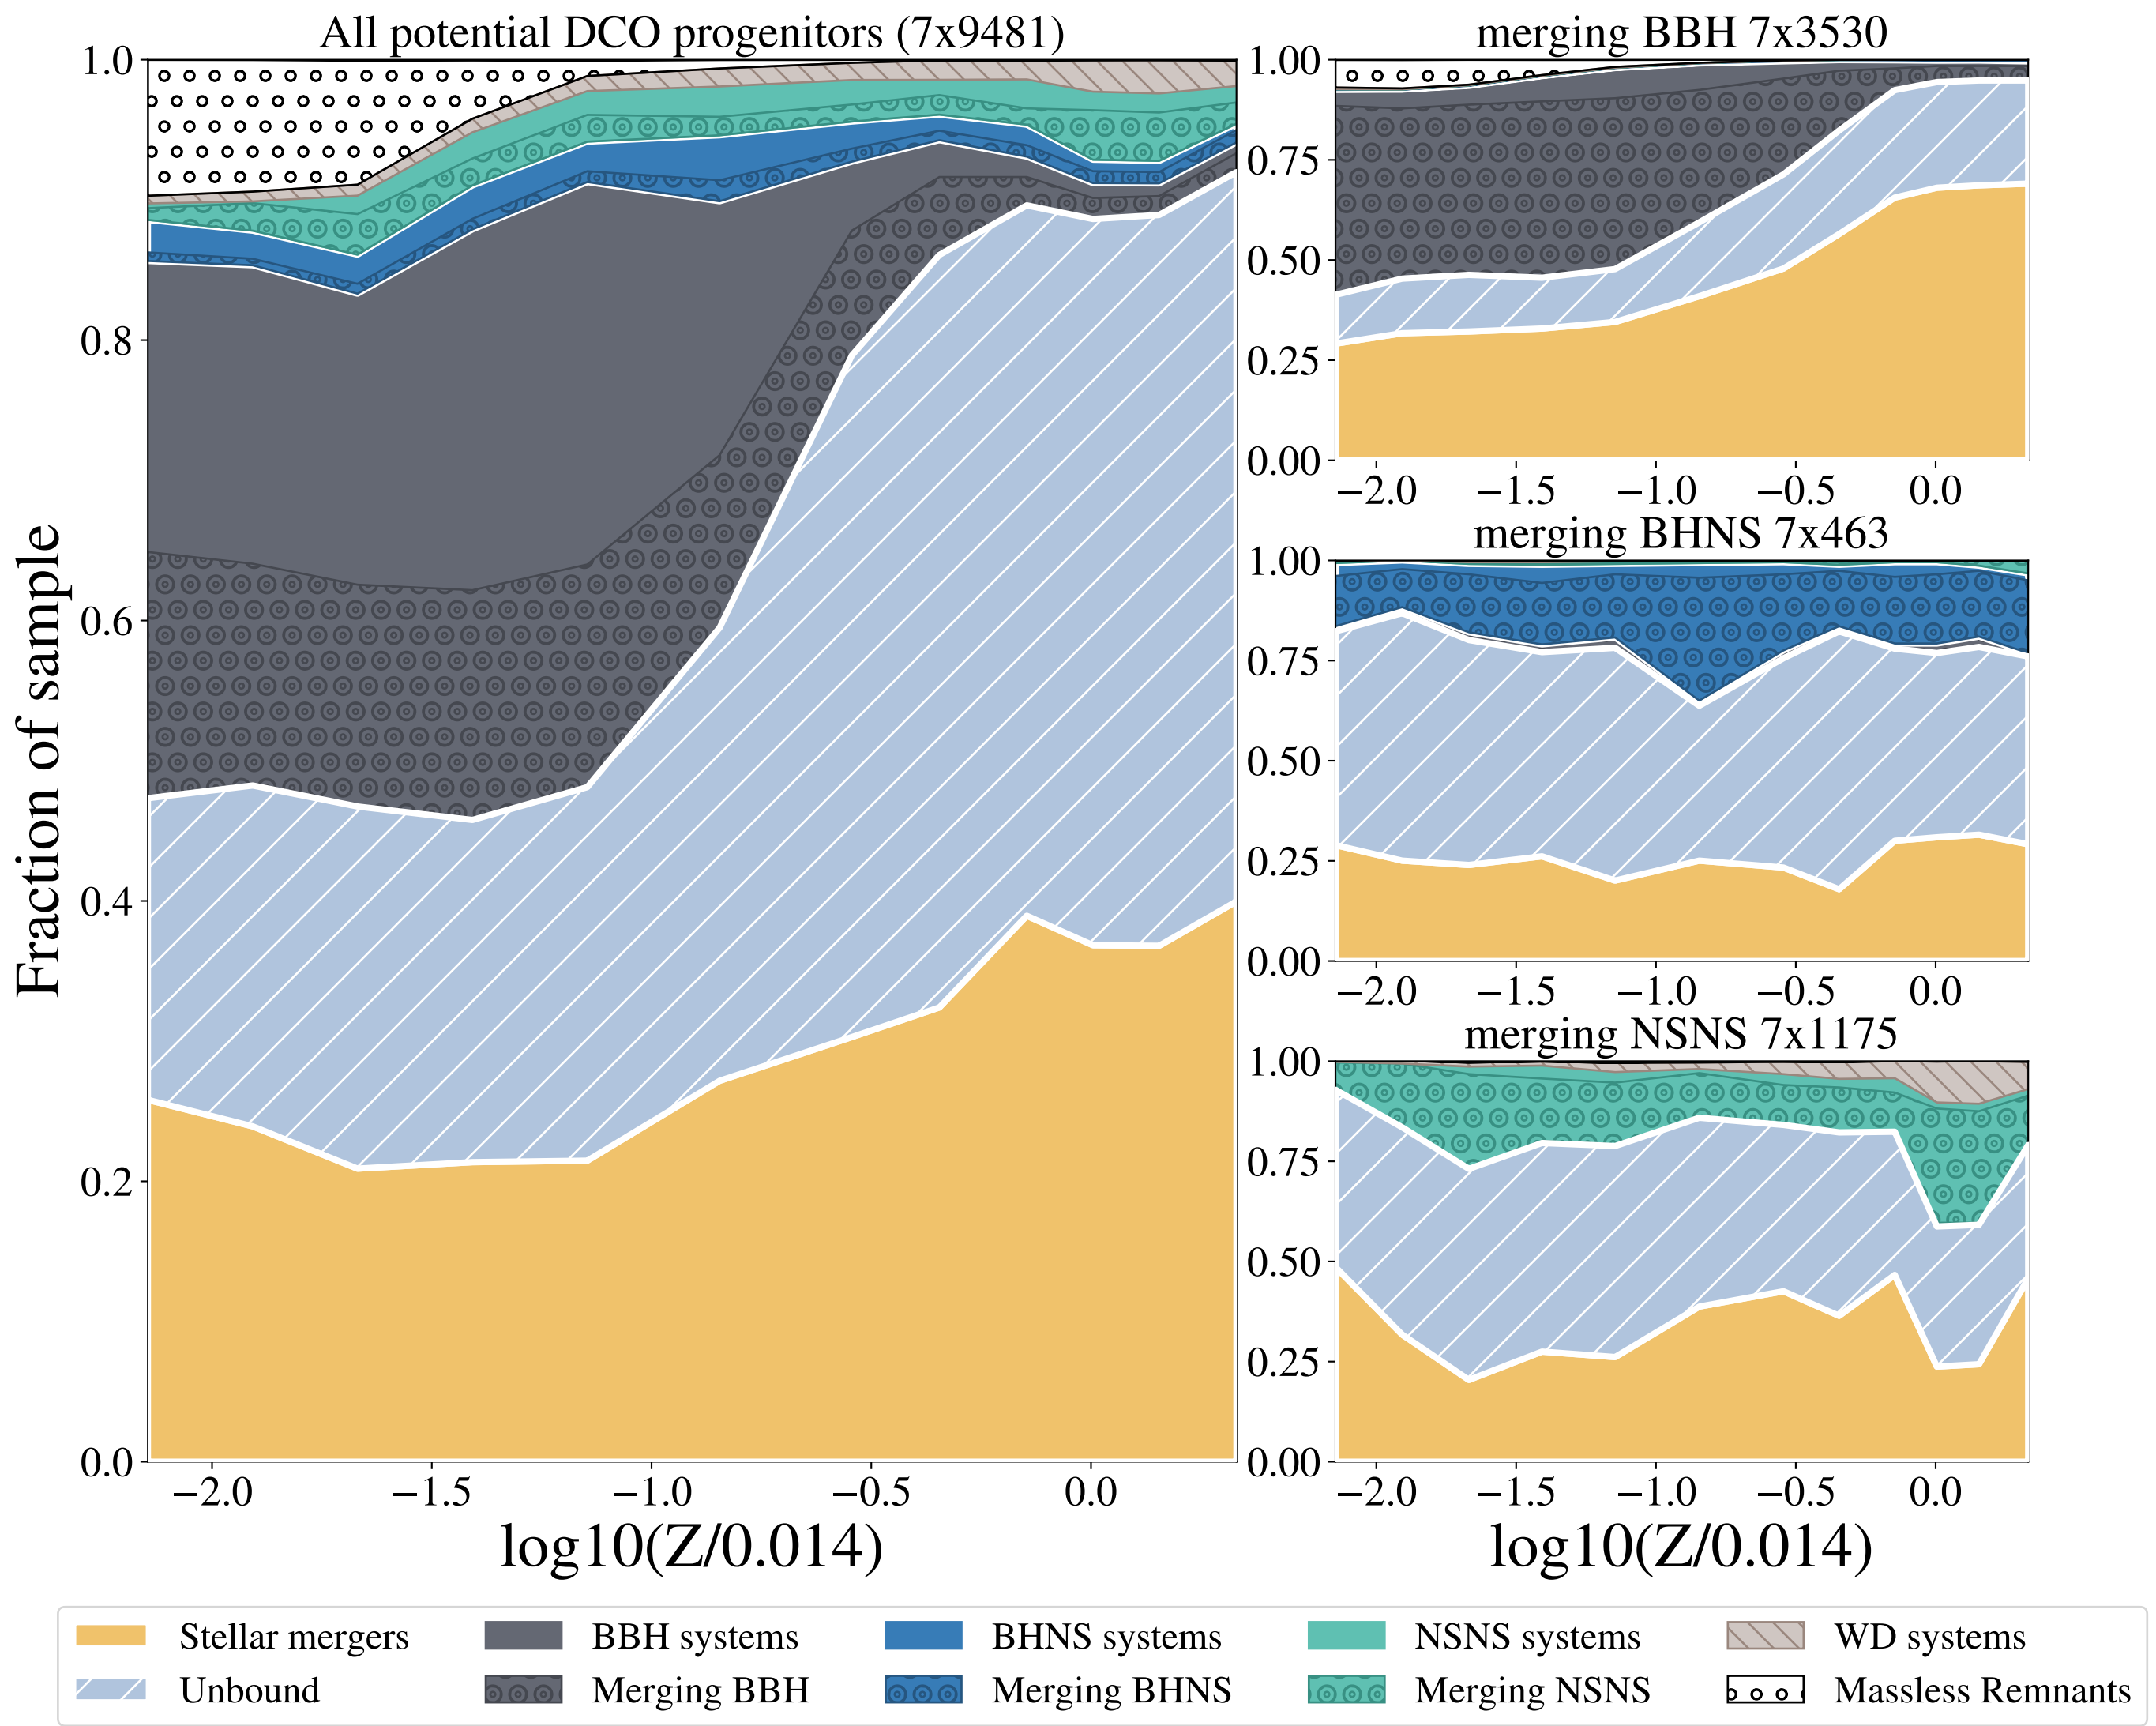 All potential DCO progenitors (7x9481)
1.0
0.8
0.6
0.4
0.2
0.0
Fraction of sample
−2.0 −1.5 −1.0 −0.5 0.0
log10(Z/0.014)
merging BBH 7x3530
1.00
0.75
0.50
0.25
0.00
−2.0 −1.5 −1.0 −0.5 0.0
merging BHNS 7x463
1.00
0.75
0.50
0.25
0.00
−2.0 −1.5 −1.0 −0.5 0.0
merging NSNS 7x1175
1.00
0.75
0.50
0.25
0.00
−2.0 −1.5 −1.0 −0.5 0.0
log10(Z/0.014)
Stellar mergers BBH systems BHNS systems NSNS systems WD systems
Unbound Merging BBH Merging BHNS Merging NSNS Massless Remnants